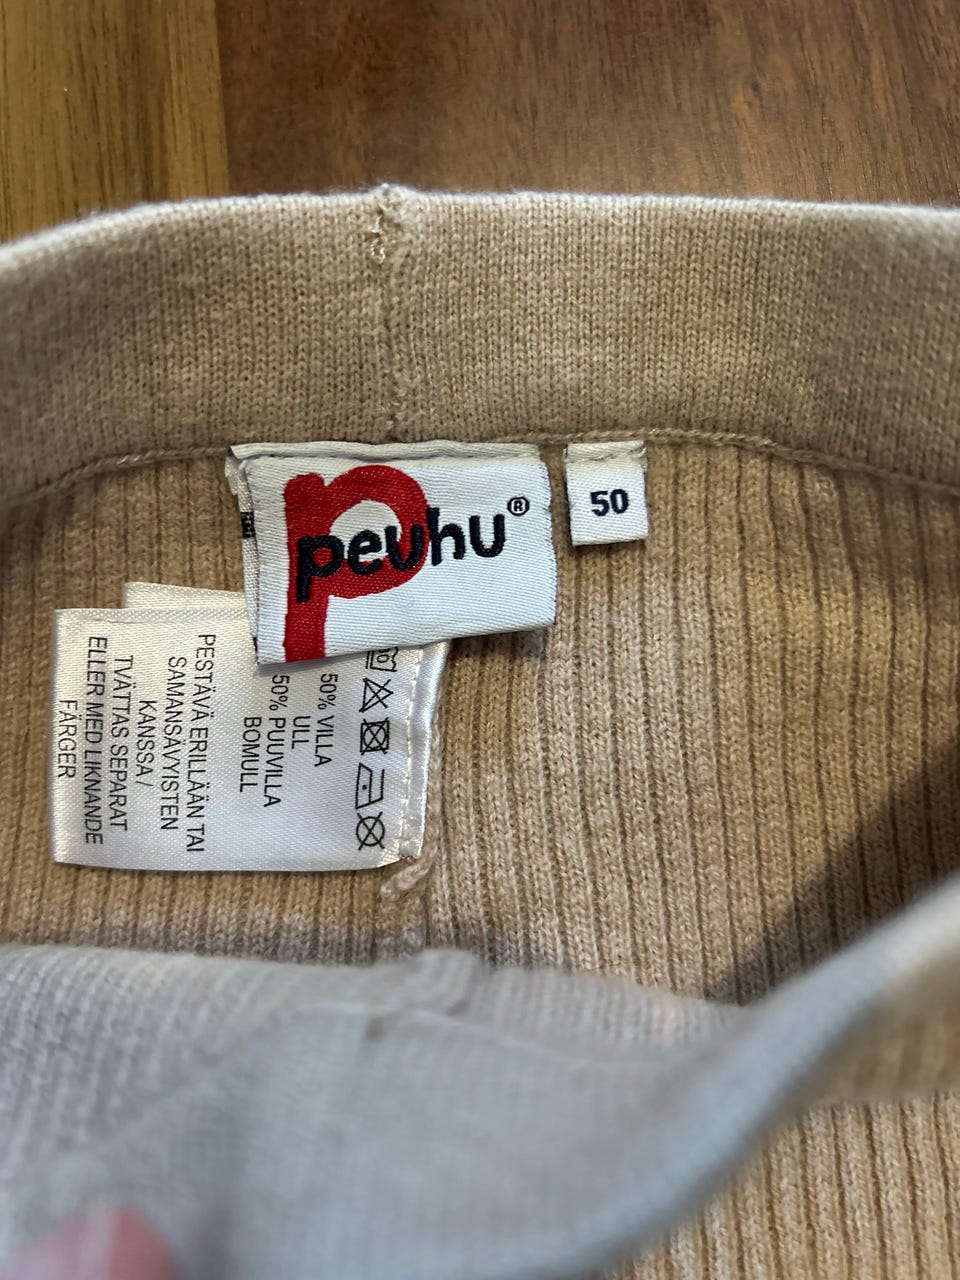 peuhu®
50
50% VILLA
ULL
50% PUUVILLA
BOMULL
PESTÄVÄ ERILLÄÄN TAI
SAMANSÄVYISTEN
KANSSA/
TVÄTTAS SEPARAT
ELLER MED LIKNANDE
FÄRGER